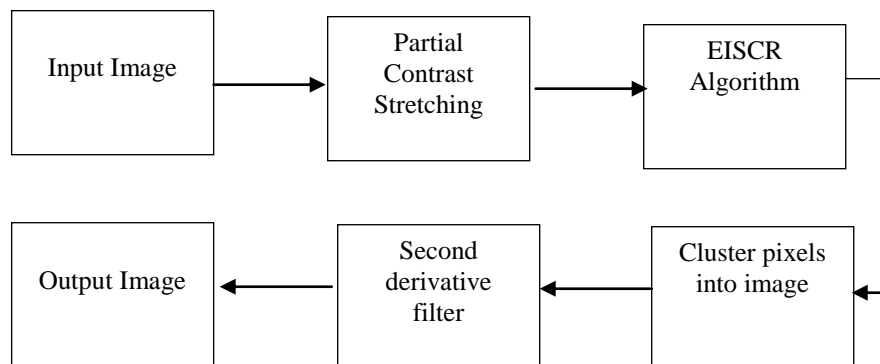 Input Image
Partial
Contrast
Stretching
EISCR
Algorithm
Cluster pixels
into image
Second
derivative
filter
Output Image